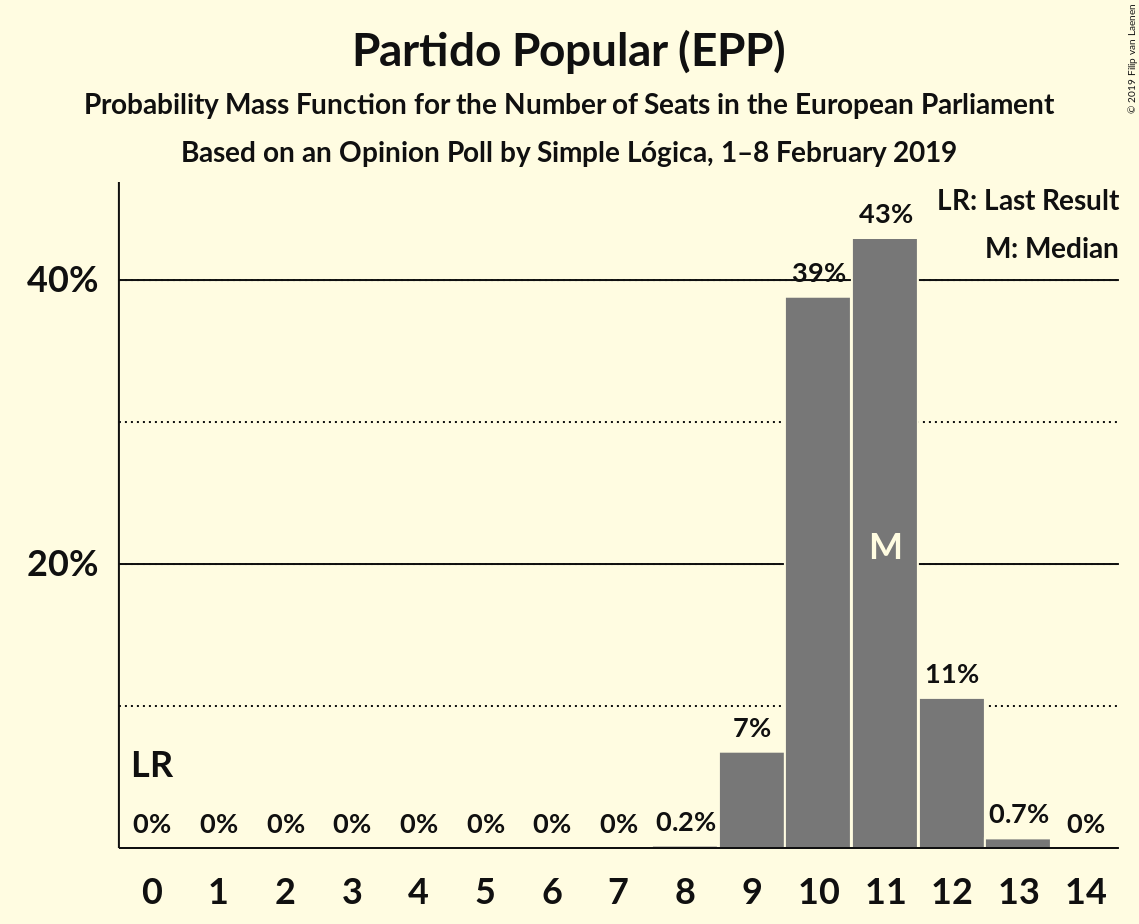 Partido Popular (EPP)
Probability Mass Function for the Number of Seats in the European Parliament
Based on an Opinion Poll by Simple Lógica, 1–8 February 2019
© 2019 Filip van Laenen
LR: Last Result
M: Median
43%
39%
40%
M
20%
11%
7%
LR
0% 0% 0% 0% 0% 0% 0% 0% 0.2% 0.7% 0%
0 1 2 3 4 5 6 7 8 9 10 11 12 13 14